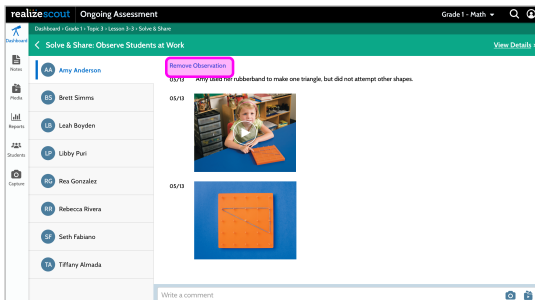 realizescout Ongoing Assessment
Grade 1 - Math
Dashboard
Dashboard › Grade 1 › Topic 3 › Lesson 3-3 › Solve & Share
Solve & Share: Observe Students at Work
View Details
Notes
Media
Reports
Students
Capture
AA Amy Anderson
BS Brett Simms
LB Leah Boyden
LP Libby Puri
RG Rea Gonzalez
RR Rebecca Rivera
SF Seth Fabiano
TA Tiffany Almada
Remove Observation
05/13 Amy used her rubberband to make one triangle, but did not attempt other shapes.
05/13
05/13
Write a comment